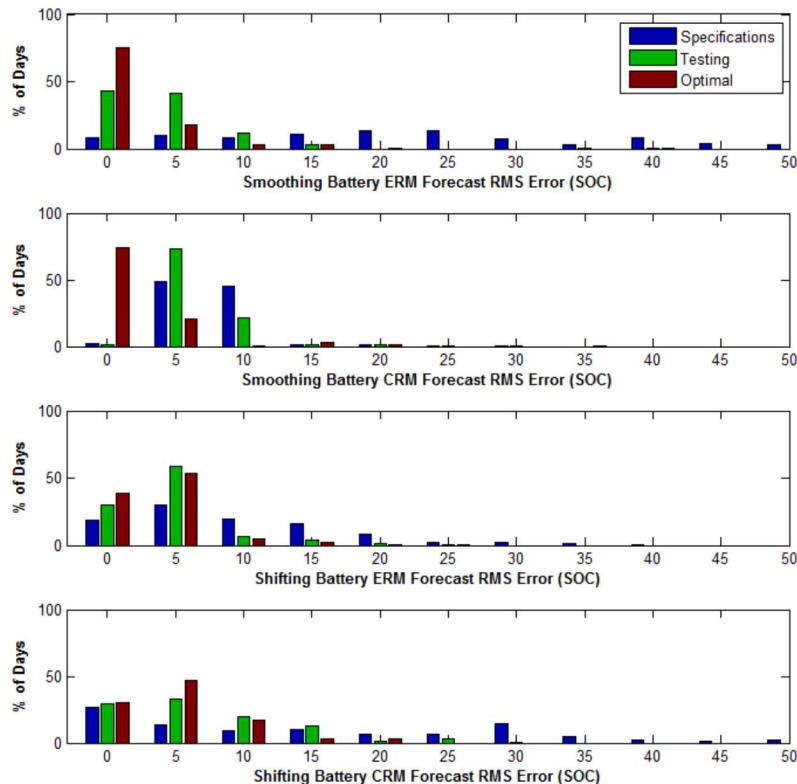 100
50
0
% of Days
Specifications
Testing
Optimal
0 5 10 15 20 25 30 35 40 45 50
Smoothing Battery ERM Forecast RMS Error (SOC)
100
50
0
% of Days
0 5 10 15 20 25 30 35 40 45 50
Smoothing Battery CRM Forecast RMS Error (SOC)
100
50
0
% of Days
0 5 10 15 20 25 30 35 40 45 50
Shifting Battery ERM Forecast RMS Error (SOC)
100
50
0
% of Days
0 5 10 15 20 25 30 35 40 45 50
Shifting Battery CRM Forecast RMS Error (SOC)